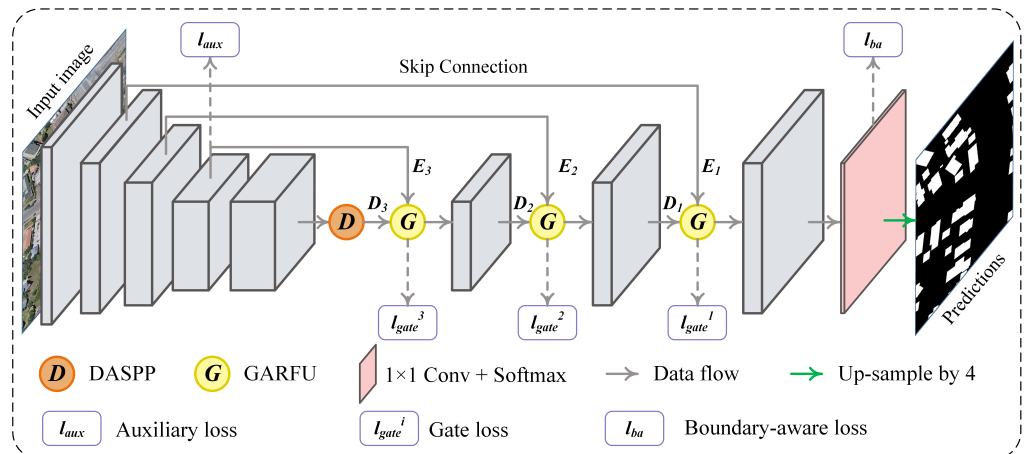 l_aux
l_ba
Input image
Skip Connection
E_3
E_2
E_1
D_3
D_2
D_1
D
G
G
G
l_gate^3
l_gate^2
l_gate^1
Predictions
D DASPP
G GARFU
1×1 Conv + Softmax
Data flow
Up-sample by 4
l_aux Auxiliary loss
l_gate^i Gate loss
l_ba Boundary-aware loss